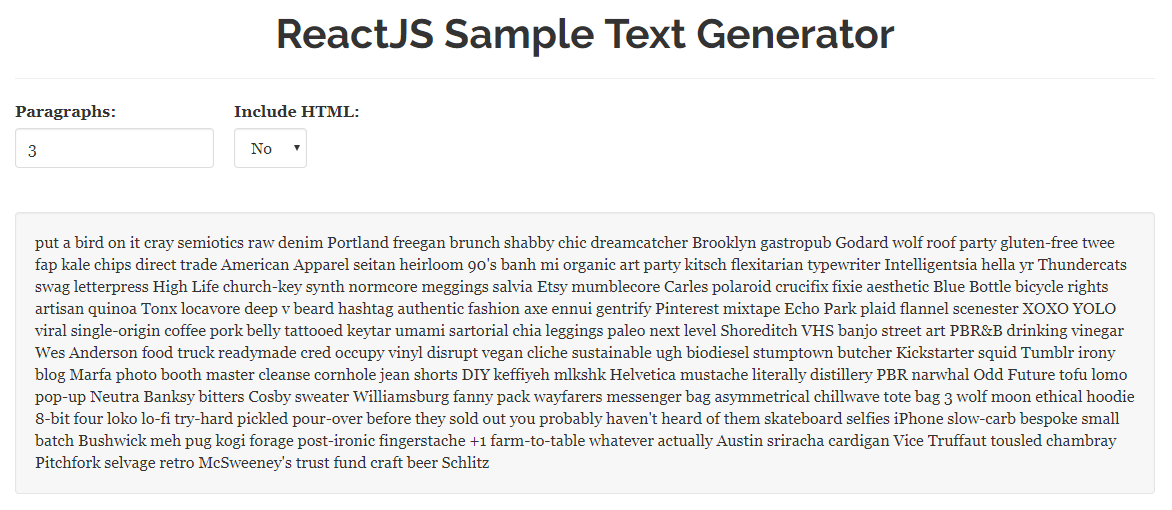 ReactJS Sample Text Generator
Paragraphs: Include HTML:
3 No
put a bird on it cray semiotics raw denim Portland freegan brunch shabby chic dreamcatcher Brooklyn gastropub Godard wolf roof party gluten-free twee
fap kale chips direct trade American Apparel seitan heirloom 90's banh mi organic art party kitsch flexitarian typewriter Intelligentsia hella yr Thundercats
swag letterpress High Life church-key synth normcore meggings salvia Etsy mumblecore Carles polaroid crucifix fixie aesthetic Blue Bottle bicycle rights
artisan quinoa Tonx locavore deep v beard hashtag authentic fashion axe ennui gentrify Pinterest mixtape Echo Park plaid flannel scenester XOXO YOLO
viral single-origin coffee pork belly tattooed keytar umami sartorial chia leggings paleo next level Shoreditch VHS banjo street art PBR&B drinking vinegar
Wes Anderson food truck readymade cred occupy vinyl disrupt vegan cliche sustainable ugh biodiesel stumptown butcher Kickstarter squid Tumblr irony
blog Marfa photo booth master cleanse cornhole jean shorts DIY keffiyeh mlkshk Helvetica mustache literally distillery PBR narwhal Odd Future tofu lomo
pop-up Neutra Banksy bitters Cosby sweater Williamsburg fanny pack wayfarers messenger bag asymmetrical chillwave tote bag 3 wolf moon ethical hoodie
8-bit four loko lo-fi try-hard pickled pour-over before they sold out you probably haven't heard of them skateboard selfies iPhone slow-carb bespoke small
batch Bushwick meh pug kogi forage post-ironic fingerstache +1 farm-to-table whatever actually Austin sriracha cardigan Vice Truffaut tousled chambray
Pitchfork selvage retro McSweeney's trust fund craft beer Schlitz